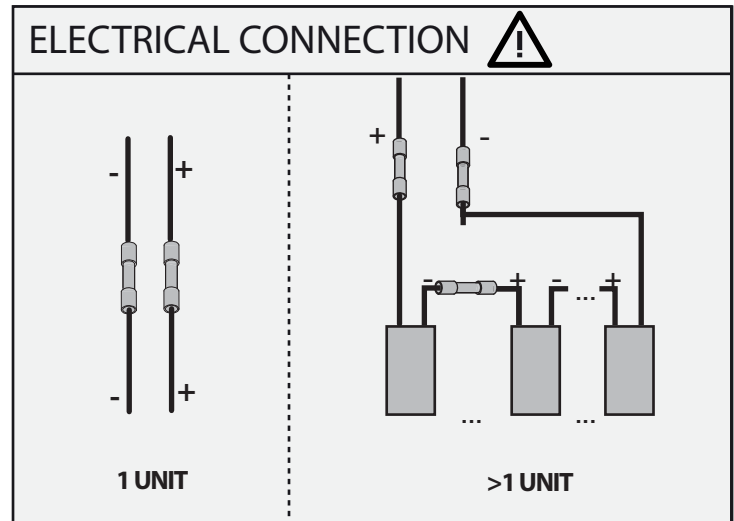 ELECTRICAL CONNECTION !
- +
- +
1 UNIT
+ -
- + - ... +
... ...
>1 UNIT